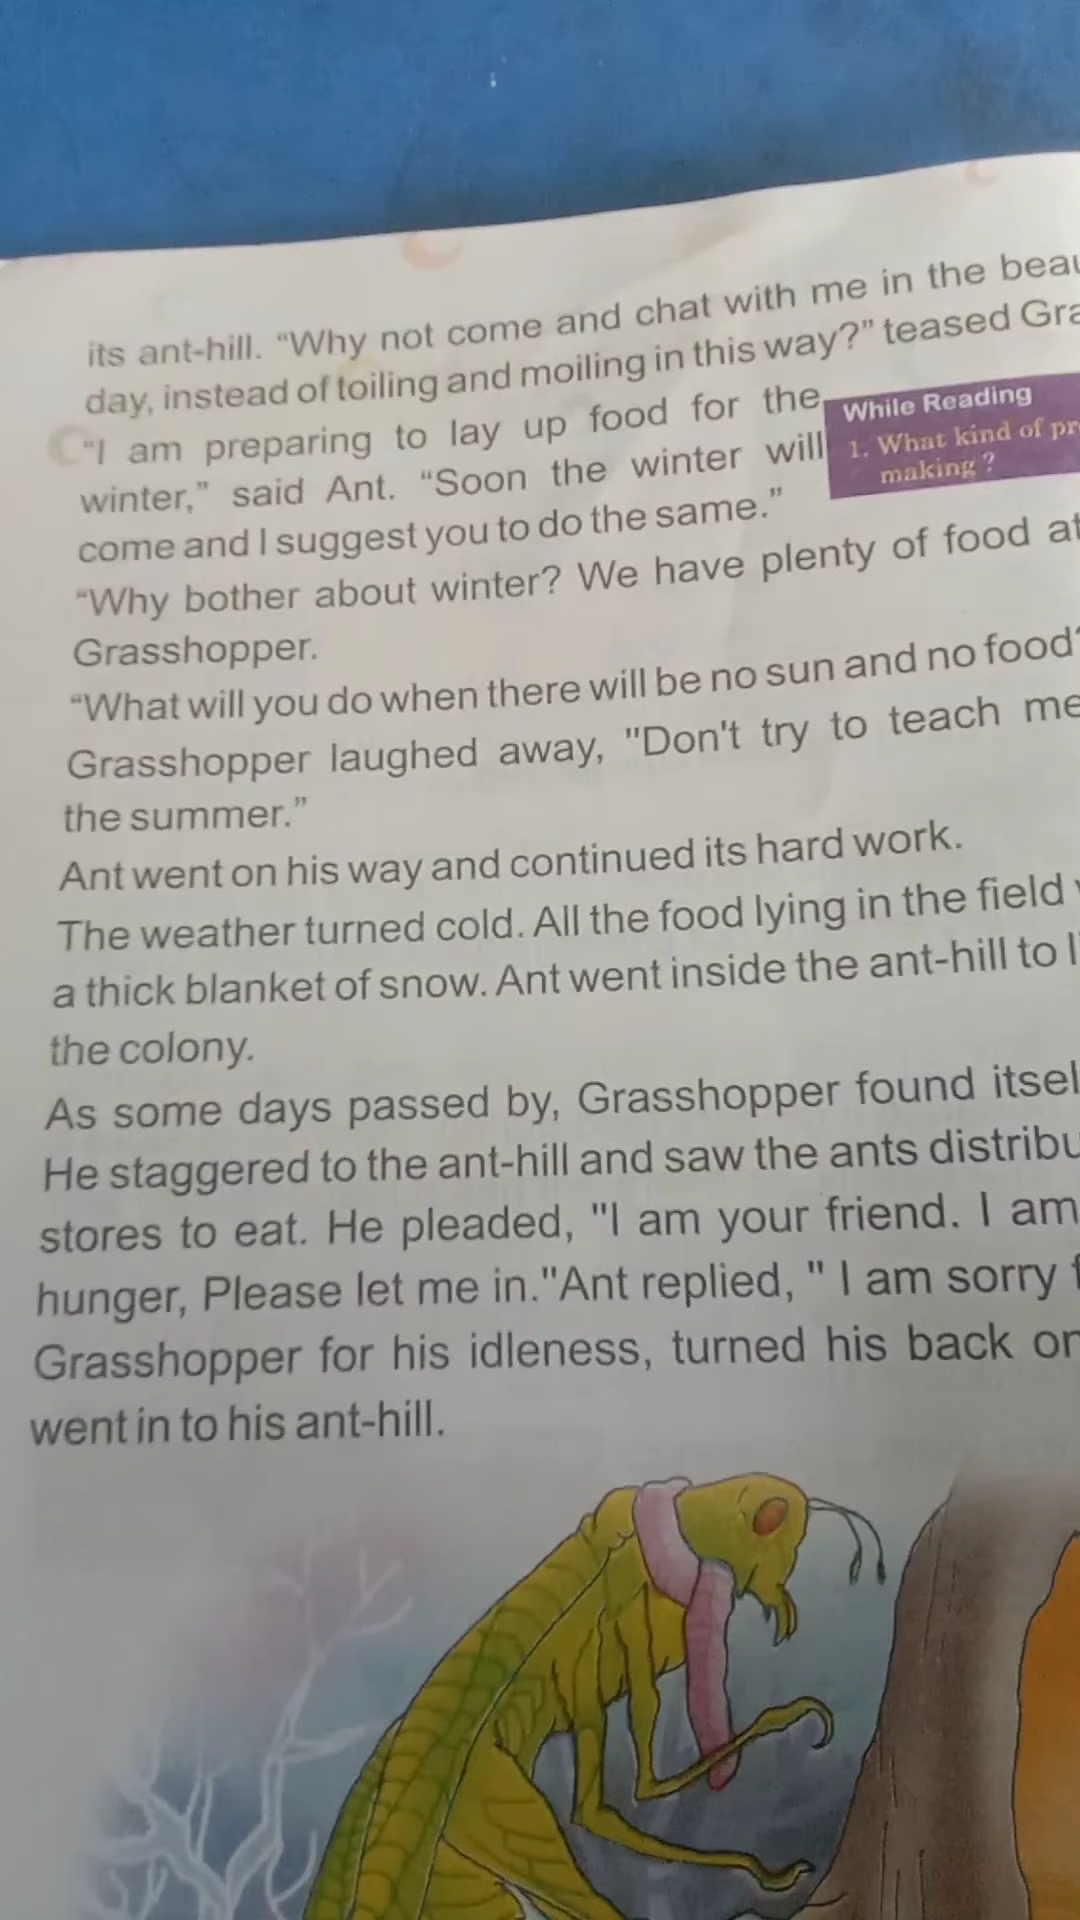 its ant-hill. “Why not come and chat with me in the
day, instead of toiling and moiling in this way?” teased
“I am preparing to lay up food for the
winter,” said Ant. “Soon the winter will
come and I suggest you to do the same.”
While Reading
1. What kind of
making ?
“Why bother about winter? We have plenty of food
Grasshopper.
“What will you do when there will be no sun and no food
Grasshopper laughed away, "Don't try to teach me
the summer.”
Ant went on his way and continued its hard work.
The weather turned cold. All the food lying in the field
a thick blanket of snow. Ant went inside the ant-hill to
the colony.
As some days passed by, Grasshopper found
He staggered to the ant-hill and saw the ants
stores to eat. He pleaded, "I am your friend. I am
hunger, Please let me in."Ant replied, " I am sorry
Grasshopper for his idleness, turned his back
went in to his ant-hill.